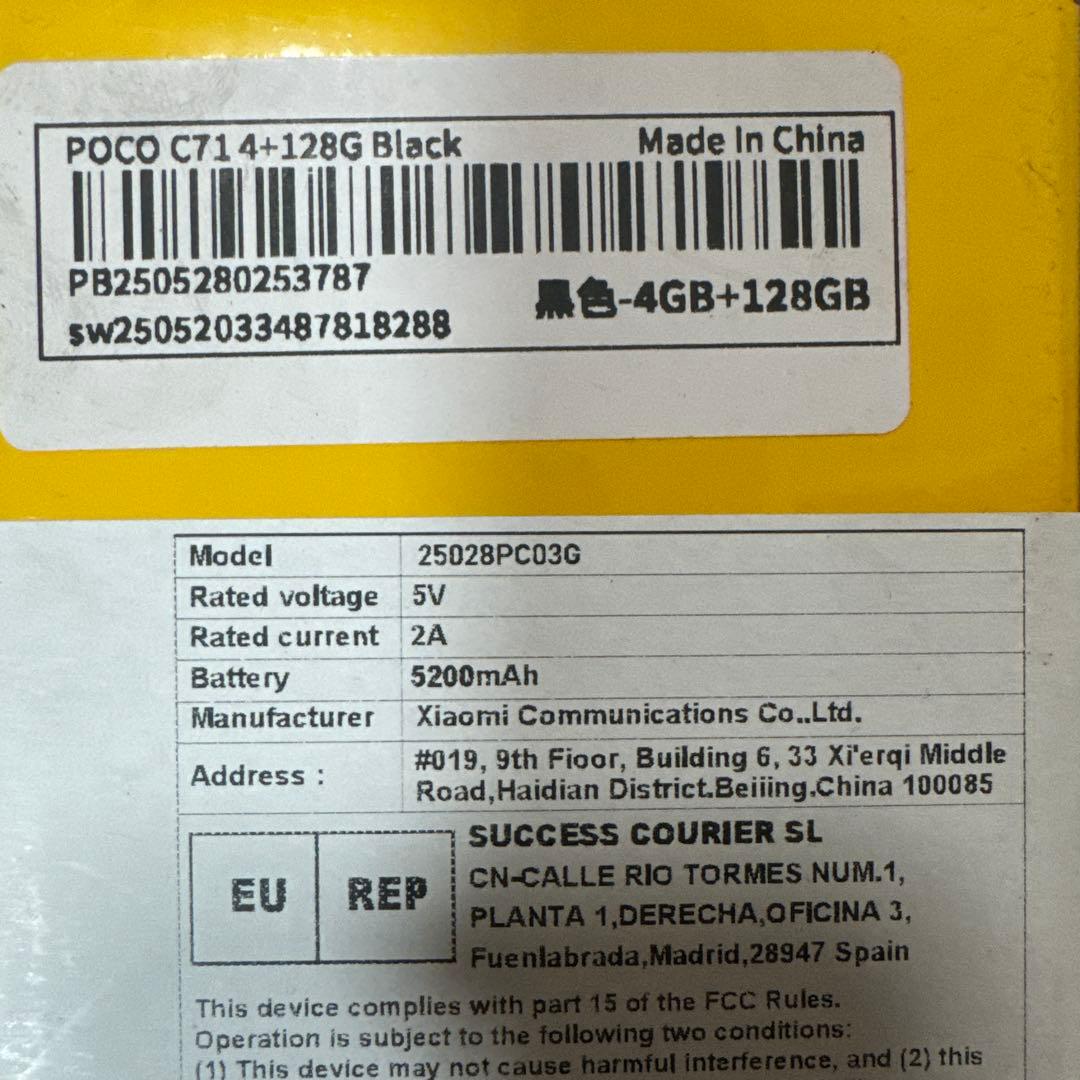 POCO C71 4+128G Black
Made In China
PB2505280253787
sw250520334878182​88
黑色-4GB+128GB
Model 25028PC03G
Rated voltage 5V
Rated current 2A
Battery 5200mAh
Manufacturer Xiaomi Communications Co..Ltd.
Address : #019, 9th Fioor, Building 6, 33 Xi'erqi Middle
Road,Haidian District.Beiiing.China 100085
EU REP
SUCCESS COURIER SL
CN-CALLE RIO TORMES NUM.1,
PLANTA 1,DERECHA,OFICINA 3,
Fuenlabrada,Madrid,28947 Spain
This device complies with part 15 of the FCC Rules.
Operation is subject to the following two conditions:
(1) This device may not cause harmful interference, and (2) this